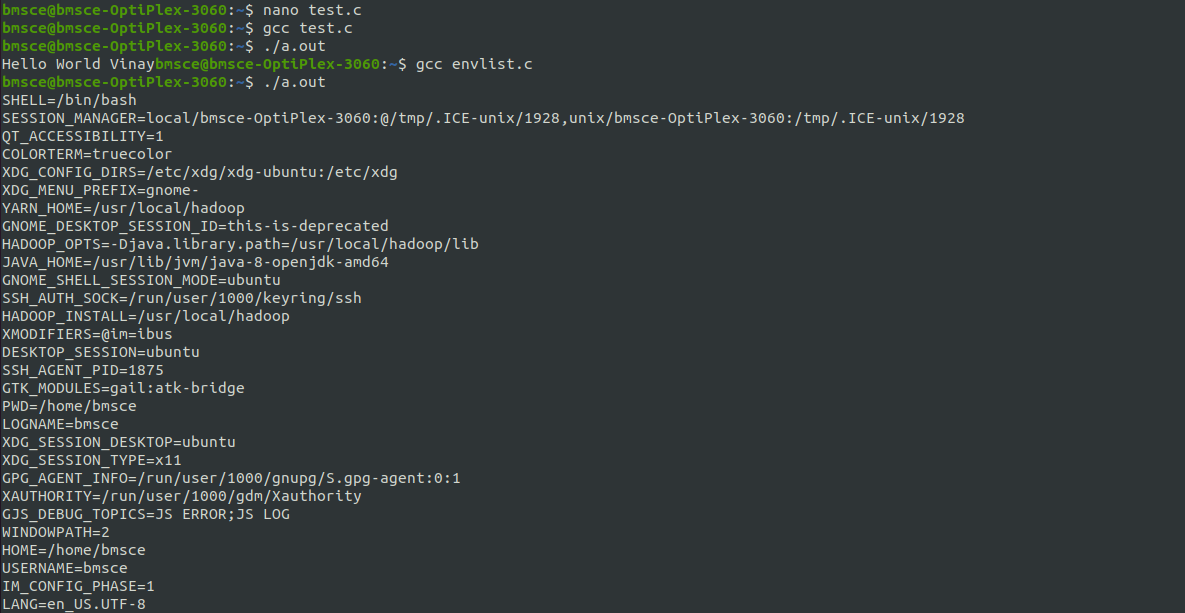 bmsce@bmsce-OptiPlex-3060:~$ nano test.c
bmsce@bmsce-OptiPlex-3060:~$ gcc test.c
bmsce@bmsce-OptiPlex-3060:~$ ./a.out
Hello World Vinaybmsce@bmsce-OptiPlex-3060:~$ gcc envlist.c
bmsce@bmsce-OptiPlex-3060:~$ ./a.out
SHELL=/bin/bash
SESSION_MANAGER=local/bmsce-OptiPlex-3060:@/tmp/.ICE-unix/1928,unix/bmsce-OptiPlex-3060:/tmp/.ICE-unix/1928
QT_ACCESSIBILITY=1
COLORTERM=truecolor
XDG_CONFIG_DIRS=/etc/xdg/xdg-ubuntu:/etc/xdg
XDG_MENU_PREFIX=gnome-
YARN_HOME=/usr/local/hadoop
GNOME_DESKTOP_SESSION_ID=this-is-deprecated
HADOOP_OPTS=-Djava.library.path=/usr/local/hadoop/lib
JAVA_HOME=/usr/lib/jvm/java-8-openjdk-amd64
GNOME_SHELL_SESSION_MODE=ubuntu
SSH_AUTH_SOCK=/run/user/1000/keyring/ssh
HADOOP_INSTALL=/usr/local/hadoop
XMODIFIERS=@im=ibus
DESKTOP_SESSION=ubuntu
SSH_AGENT_PID=1875
GTK_MODULES=gail:atk-bridge
PWD=/home/bmsce
LOGNAME=bmsce
XDG_SESSION_DESKTOP=ubuntu
XDG_SESSION_TYPE=x11
GPG_AGENT_INFO=/run/user/1000/gnupg/S.gpg-agent:0:1
XAUTHORITY=/run/user/1000/gdm/Xauthority
GJS_DEBUG_TOPICS=JS ERROR;JS LOG
WINDOWPATH=2
HOME=/home/bmsce
USERNAME=bmsce
IM_CONFIG_PHASE=1
LANG=en_US.UTF-8